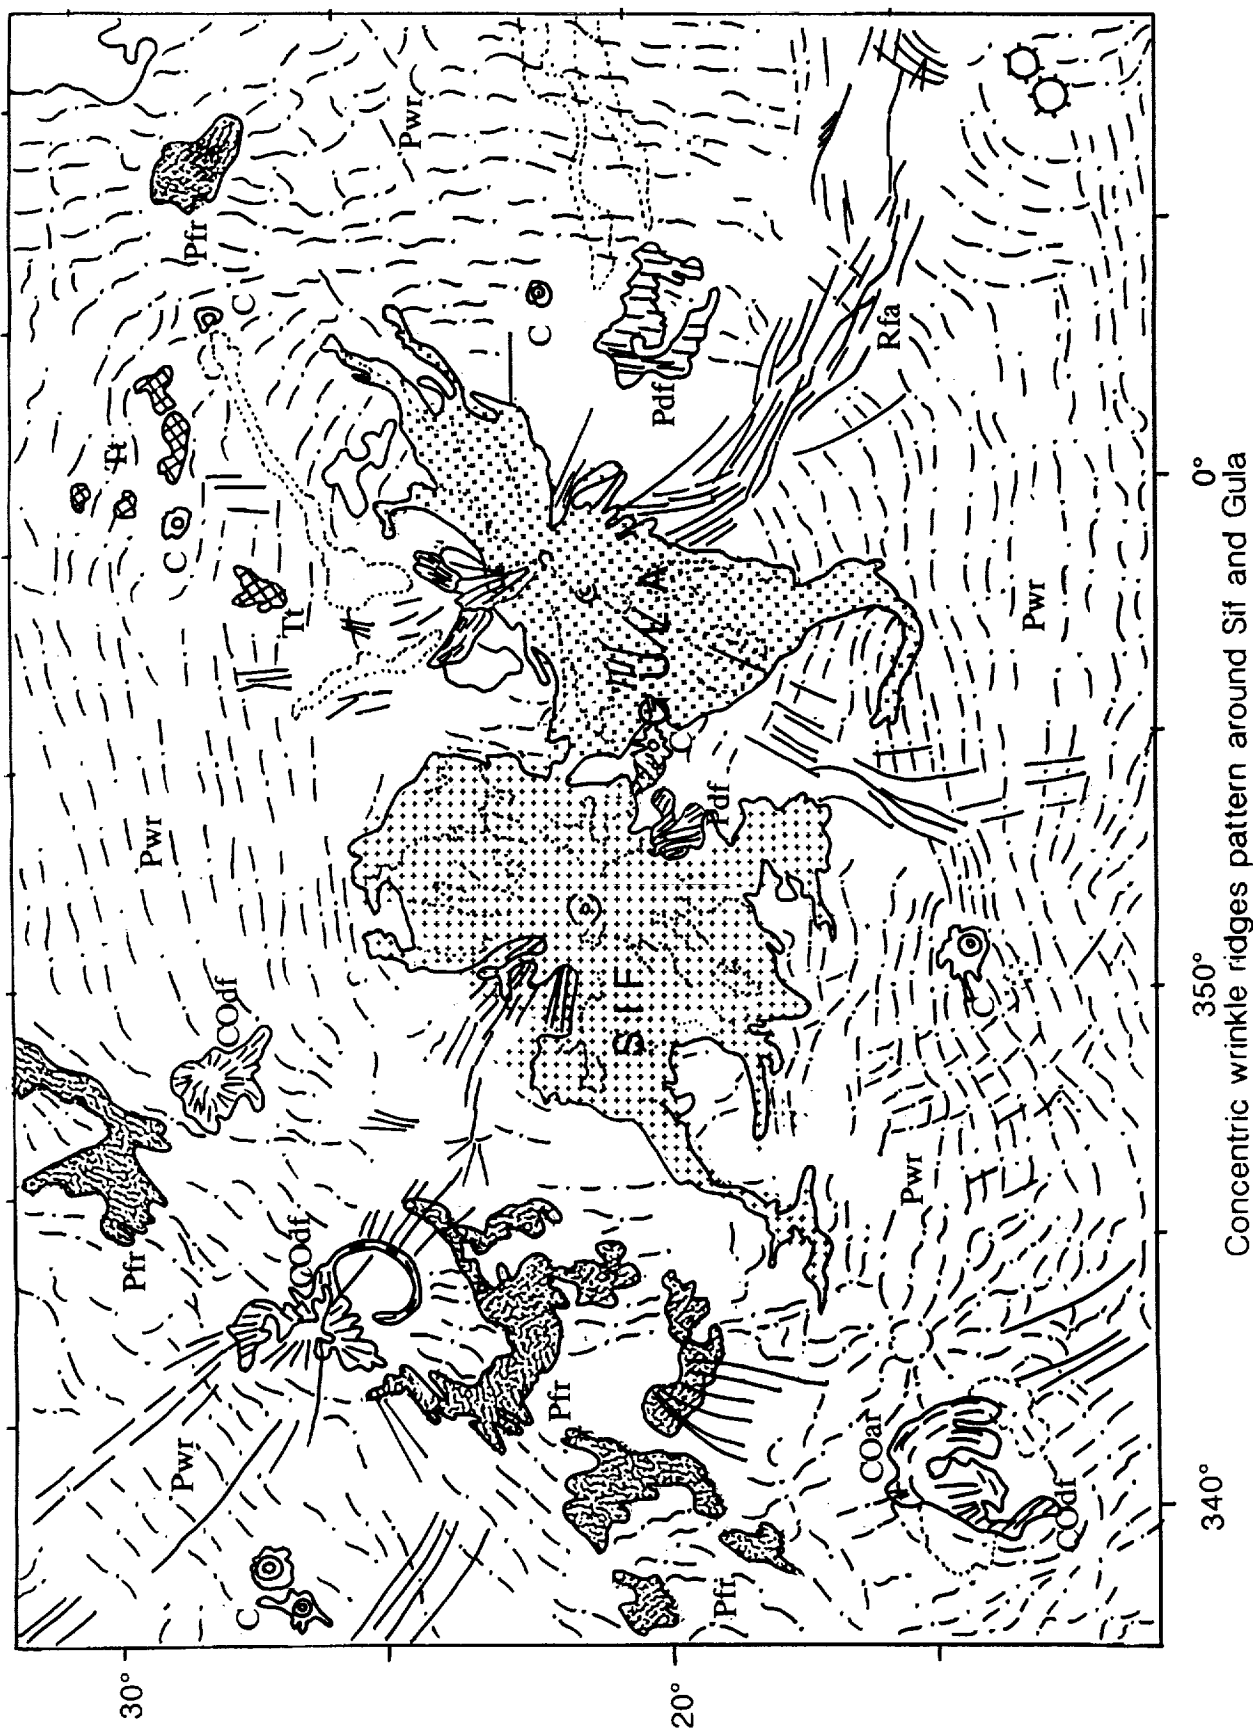 30°
Pfr
Pwr
Tt
Pwr
C
Pfr
C
COdf
C
COdf
Tt
Pwr
C
Pfr
SIF
GULA
20°
C
Pdf
Pfr
Pdf
COar
Pwr
Rfa
C
Pwr
COdf
340° 350° 0°
Concentric wrinkle ridges pattern around Sif and Gula